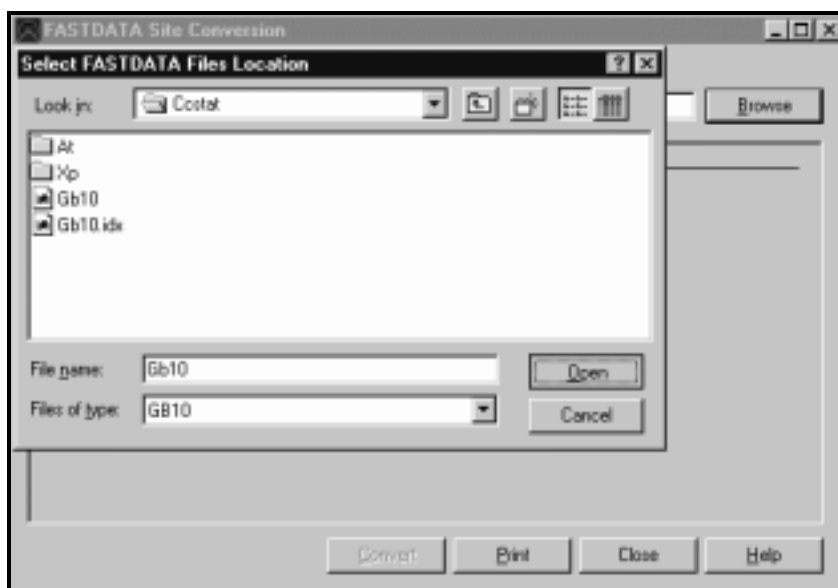 FASTDATA Site Conversion
Select FASTDATA Files Location
Look in: Ccstat
Browse
At
Xp
Gb10
Gb10.idx
File name: Gb10
Open
Files of type: GB10
Cancel
Convert Print Close Help